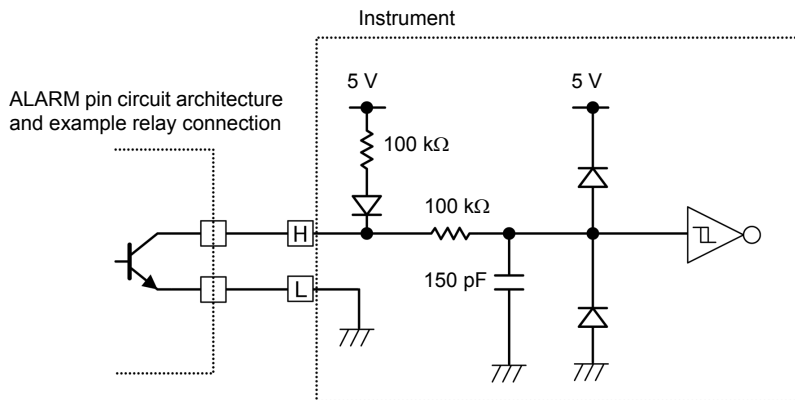 Instrument
ALARM pin circuit architecture
and example relay connection
5 V
5 V
100 kΩ
100 kΩ
H
150 pF
L